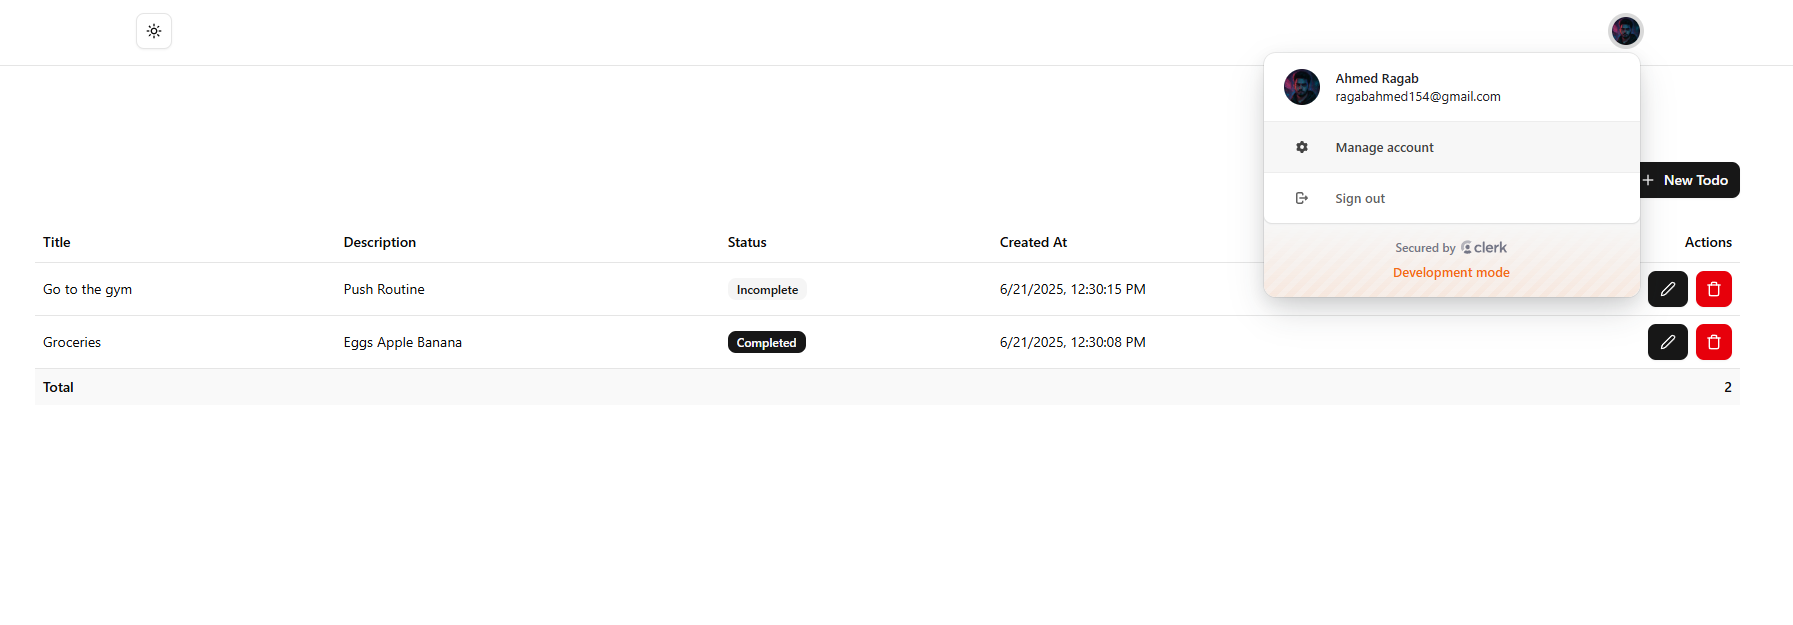 Ahmed Ragab
ragabahmed154@gmail.com
Manage account
Sign out
Secured by clerk
Development mode
New Todo
Title Description Status Created At Actions
Go to the gym Push Routine Incomplete 6/21/2025, 12:30:15 PM
Groceries Eggs Apple Banana Completed 6/21/2025, 12:30:08 PM
Total 2